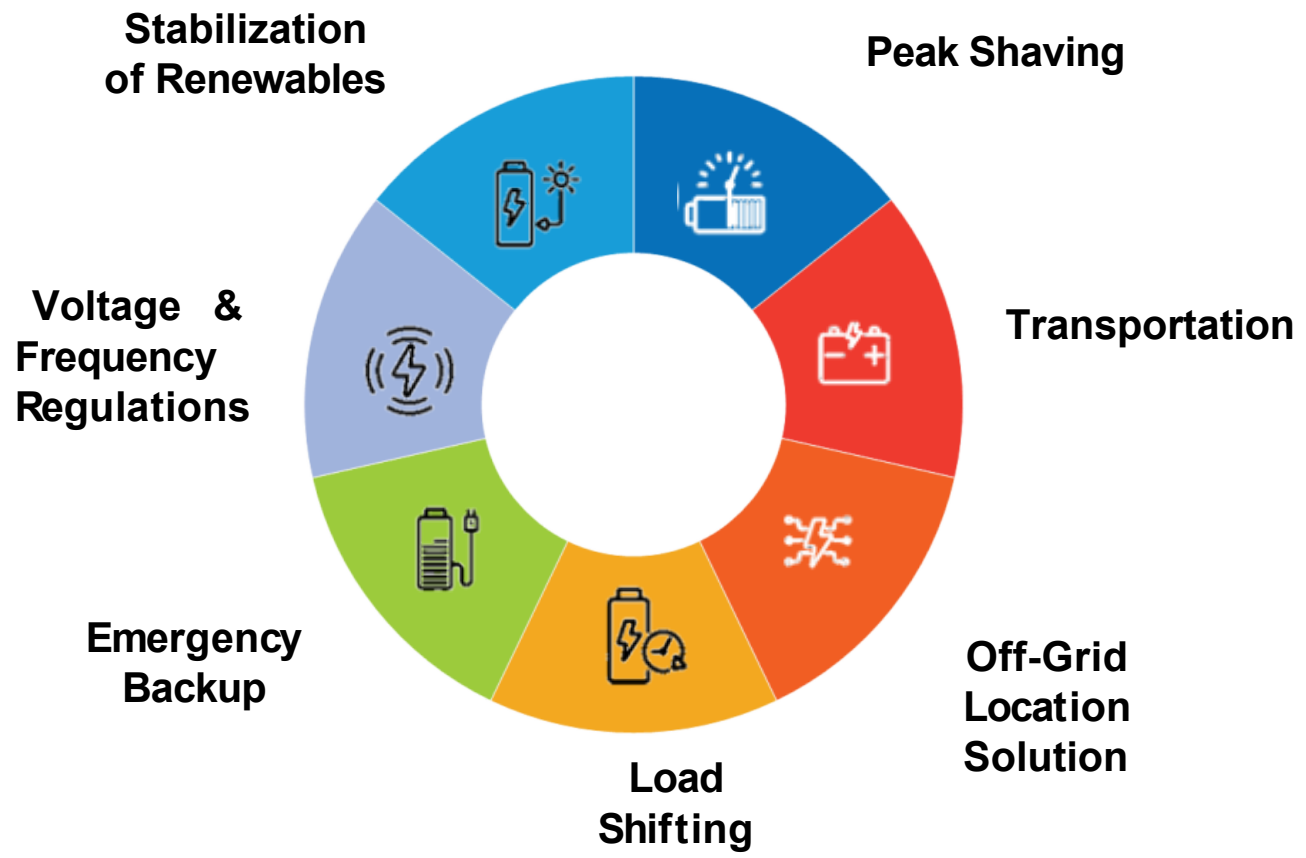 Stabilization
of Renewables
Peak Shaving
Voltage &
Frequency
Regulations
Transportation
Emergency
Backup
Off-Grid
Location
Solution
Load
Shifting